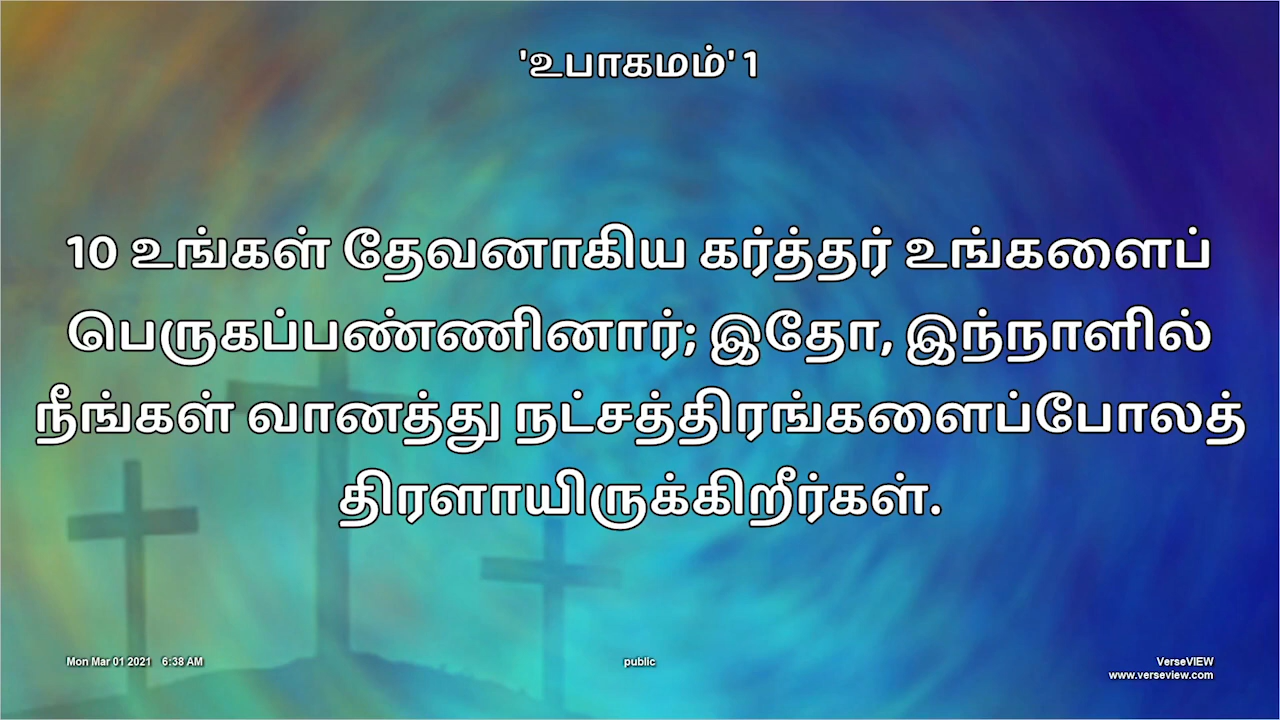 'உபாகமம்' 1
10 உங்கள் தேவனாகிய கர்த்தர் உங்களைப்
பெருகப்பண்ணினார்; இதோ, இந்நாளில்
நீங்கள் வானத்து நட்சத்திரங்களைப்போலத்
திரளாயிருக்கிறீர்கள்.
Mon Mar 01 2021 6:38 AM
public
VerseVIEW
www.verseview.com